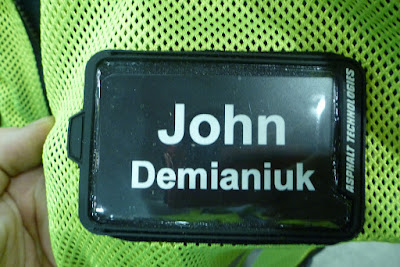 John
Demianiuk
ASPHALT TECHNOLOGIES